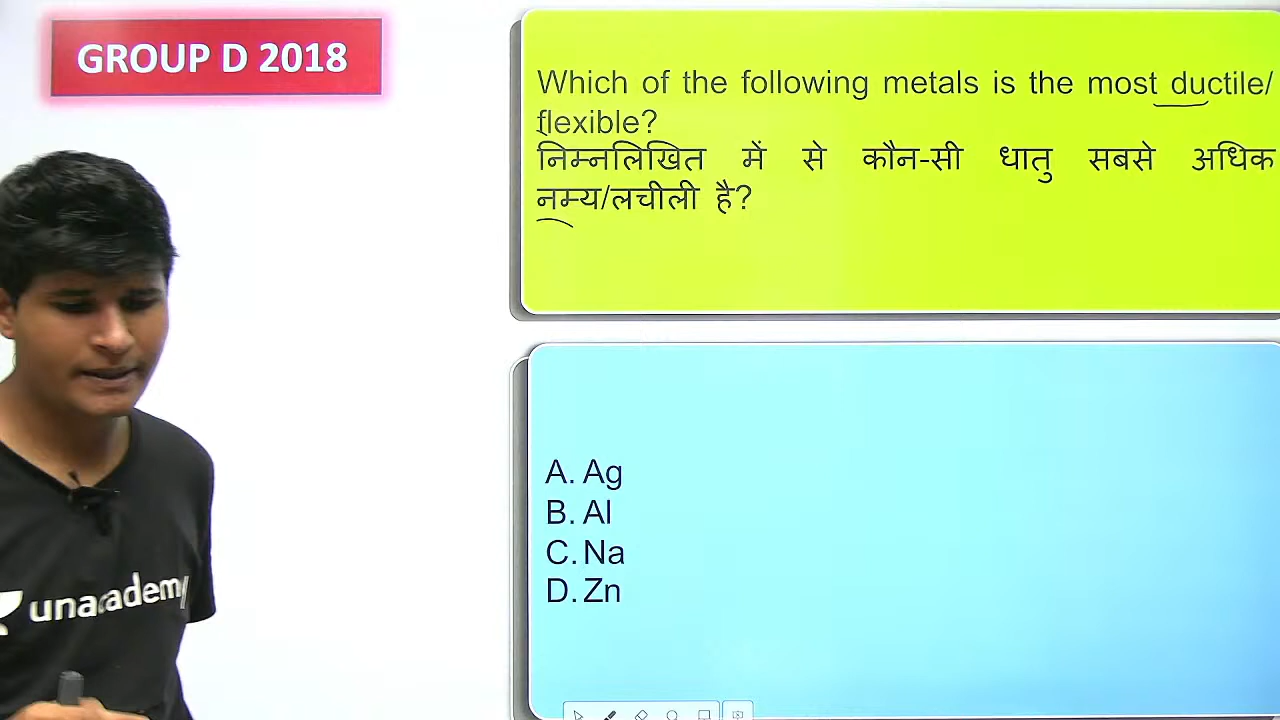 GROUP D 2018
Which of the following metals is the most ductile/
flexible?
निम्नलिखित में से कौन-सी धातु सबसे अधिक
नम्य/लचीली है?
A. Ag
B. Al
C. Na
D. Zn
unacademy